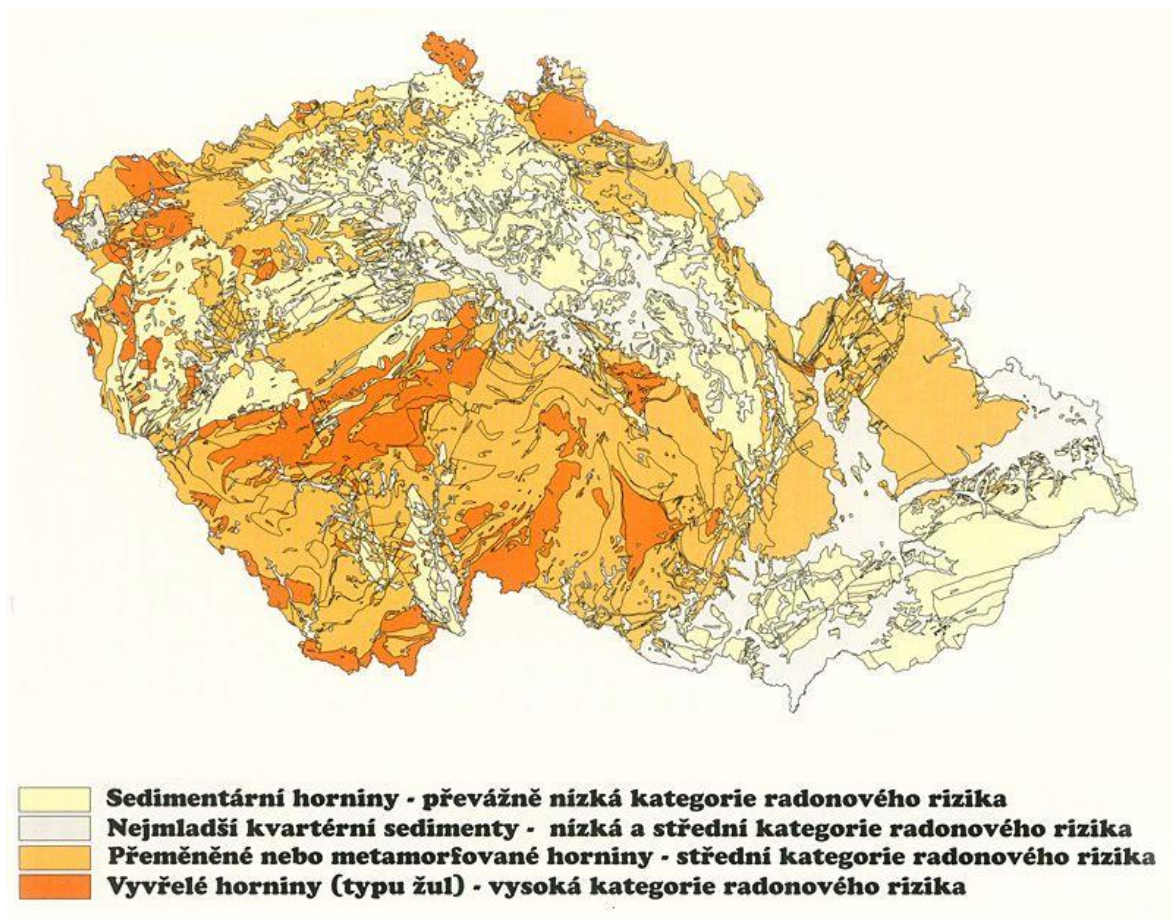 Sedimentární horniny - převážně nízká kategorie radonového rizika
Nejmladší kvartérní sedimenty - nízká a střední kategorie radonového rizika
Přeměněné nebo metamorfované horniny - střední kategorie radonového rizika
Vyvřelé horniny (typu žul) - vysoká kategorie radonového rizika